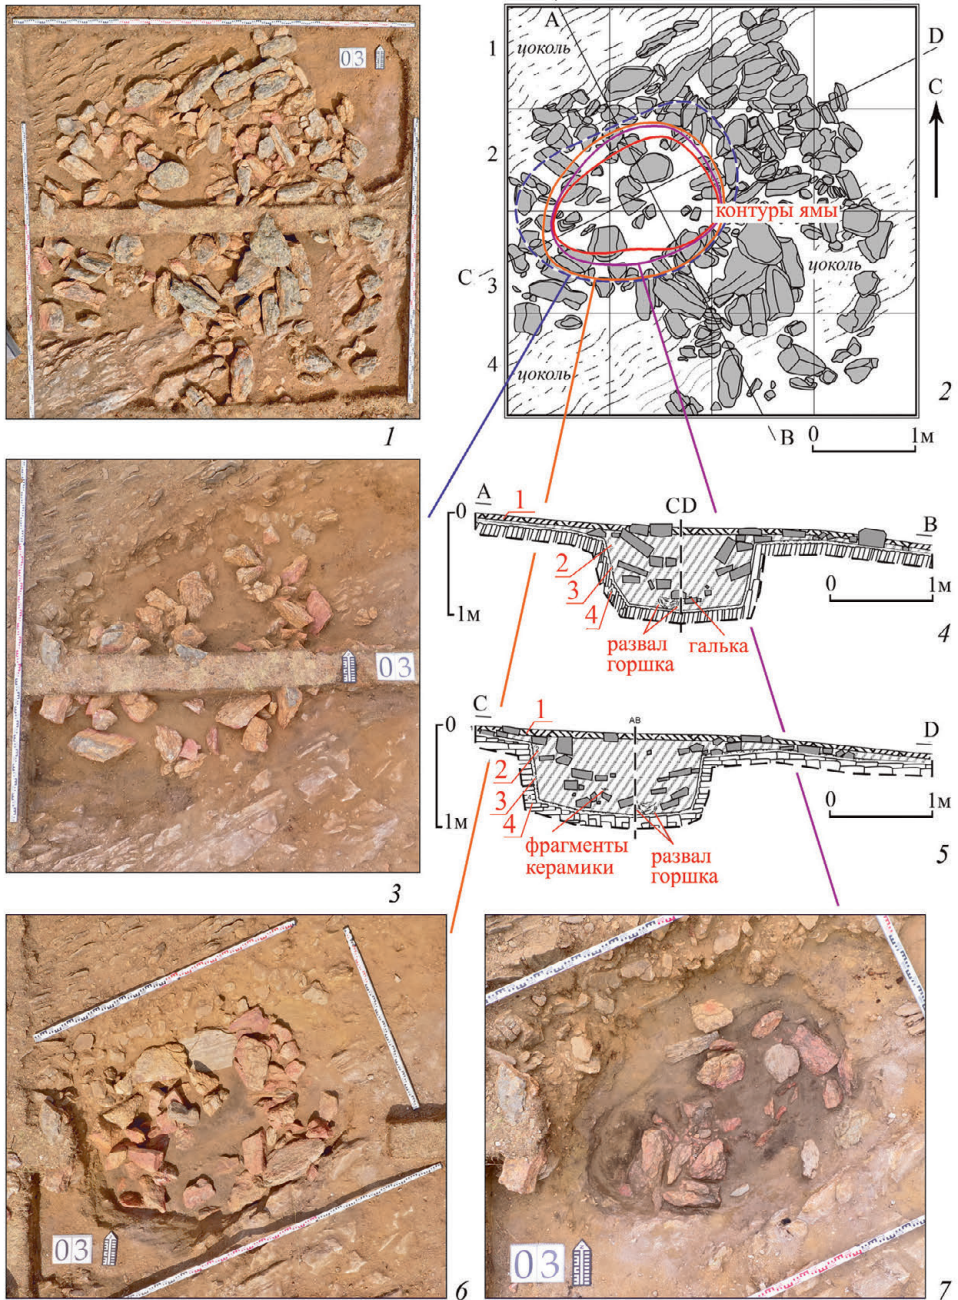 03
1
A
D
1
цоколь
C
2
контуры ямы
C
3
цоколь
4
цоколь
B
0 1м
2
03
3
A
CD
B
0
1
2
3
4
1м
развал горшка
галька
0 1м
4
C
AB
D
0
1
2
3
4
1м
фрагменты керамики
развал горшка
0 1м
5
03
6
03
7